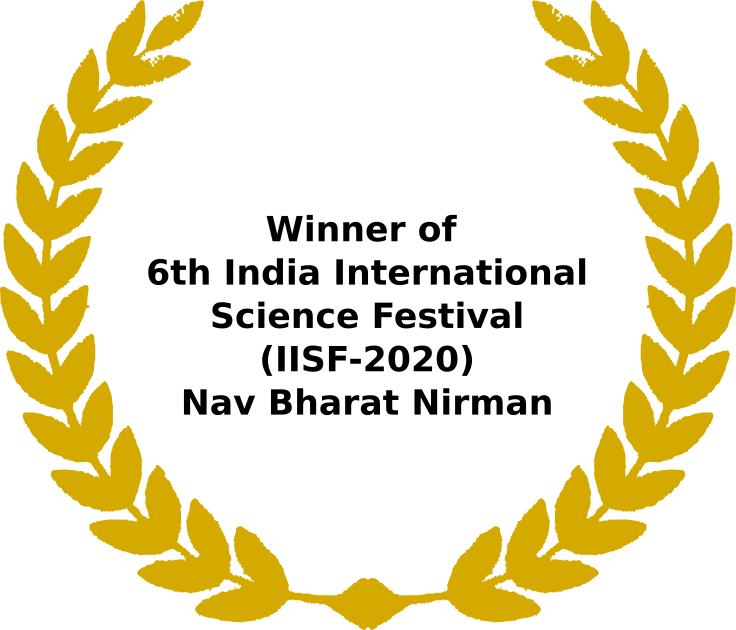 Winner of
6th India International
Science Festival
(IISF-2020)
Nav Bharat Nirman